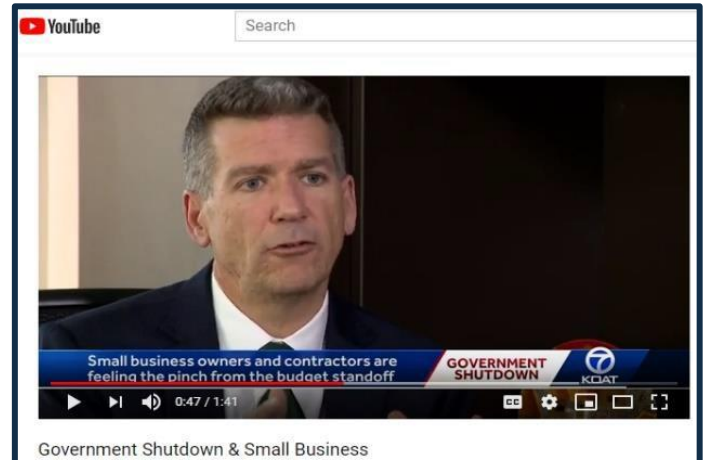 YouTube
Search
Small business owners and contractors are
feeling the pinch from the budget standoff
GOVERNMENT
SHUTDOWN
7
KOAT
0:47 / 1:41
CC
Government Shutdown & Small Business